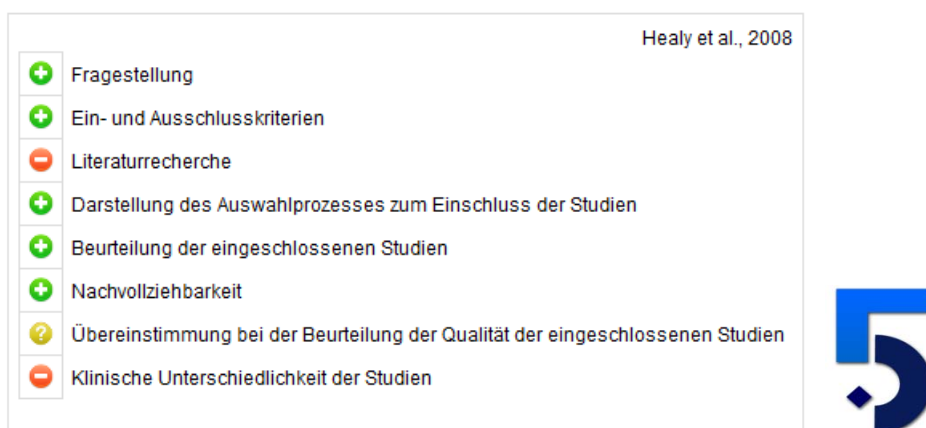 Healy et al., 2008
Fragestellung
Ein- und Ausschlusskriterien
Literaturrecherche
Darstellung des Auswahlprozesses zum Einschluss der Studien
Beurteilung der eingeschlossenen Studien
Nachvollziehbarkeit
? Übereinstimmung bei der Beurteilung der Qualität der eingeschlossenen Studien
Klinische Unterschiedlichkeit der Studien